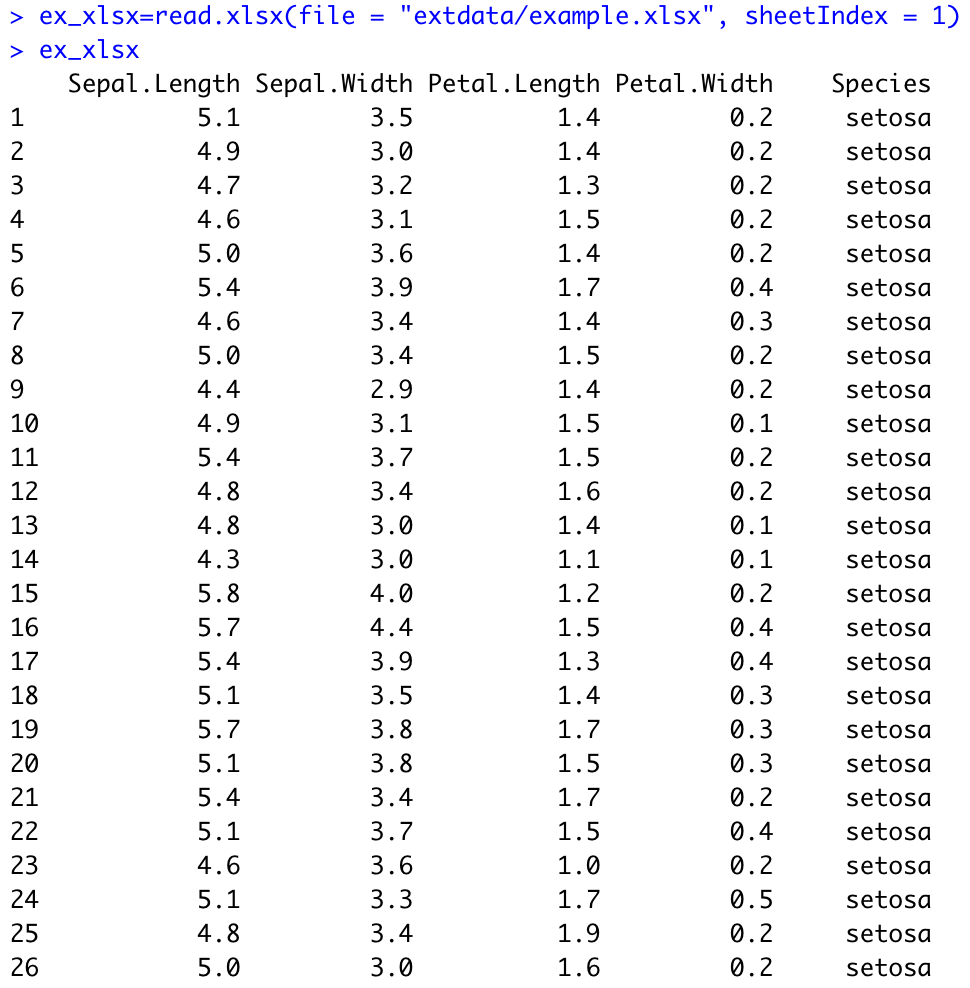 > ex_xlsx=read.xlsx(file = "extdata/example.xlsx", sheetIndex = 1)
> ex_xlsx
    Sepal.Length Sepal.Width Petal.Length Petal.Width    Species
1            5.1         3.5          1.4         0.2     setosa
2            4.9         3.0          1.4         0.2     setosa
3            4.7         3.2          1.3         0.2     setosa
4            4.6         3.1          1.5         0.2     setosa
5            5.0         3.6          1.4         0.2     setosa
6            5.4         3.9          1.7         0.4     setosa
7            4.6         3.4          1.4         0.3     setosa
8            5.0         3.4          1.5         0.2     setosa
9            4.4         2.9          1.4         0.2     setosa
10           4.9         3.1          1.5         0.1     setosa
11           5.4         3.7          1.5         0.2     setosa
12           4.8         3.4          1.6         0.2     setosa
13           4.8         3.0          1.4         0.1     setosa
14           4.3         3.0          1.1         0.1     setosa
15           5.8         4.0          1.2         0.2     setosa
16           5.7         4.4          1.5         0.4     setosa
17           5.4         3.9          1.3         0.4     setosa
18           5.1         3.5          1.4         0.3     setosa
19           5.7         3.8          1.7         0.3     setosa
20           5.1         3.8          1.5         0.3     setosa
21           5.4         3.4          1.7         0.2     setosa
22           5.1         3.7          1.5         0.4     setosa
23           4.6         3.6          1.0         0.2     setosa
24           5.1         3.3          1.7         0.5     setosa
25           4.8         3.4          1.9         0.2     setosa
26           5.0         3.0          1.6         0.2     setosa